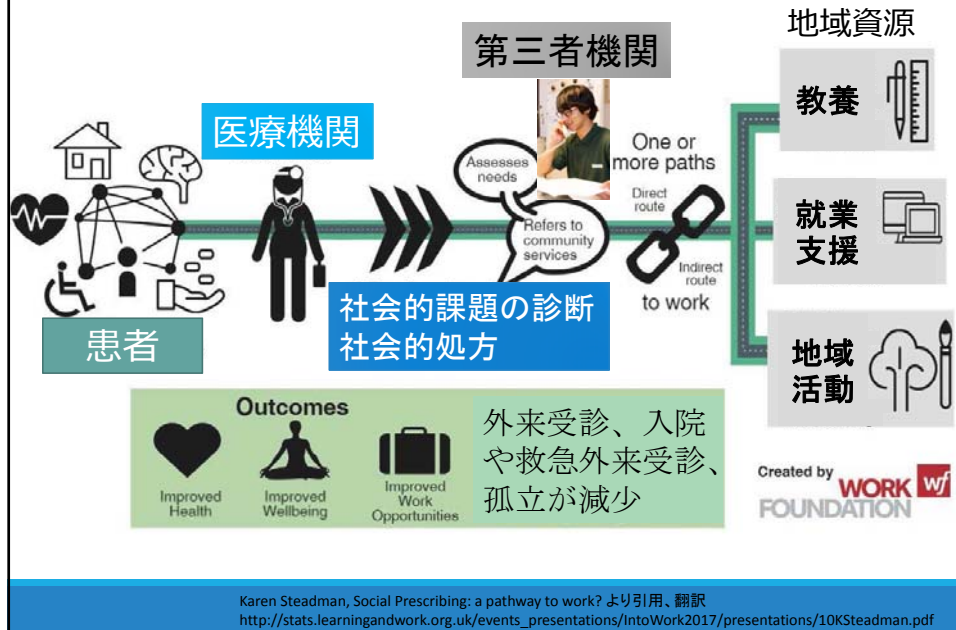 地域資源
第三者機関
教養
医療機関
Assesses
needs
One or
more paths
Direct
route
就業
支援
Refers to
community
services
Indirect
route
to work
患者
社会的課題の診断
社会的処方
地域
活動
Outcomes
Improved
Health
Improved
Wellbeing
Improved
Work
Opportunities
外来受診、入院
や救急外来受診、
孤立が減少
Created by
WORK wf
FOUNDATION
Karen Steadman, Social Prescribing: a pathway to work? より引用、翻訳
http://stats.learningandwork.org.uk/events_presentations/IntoWork2017/presentations/10KSteadman.pdf